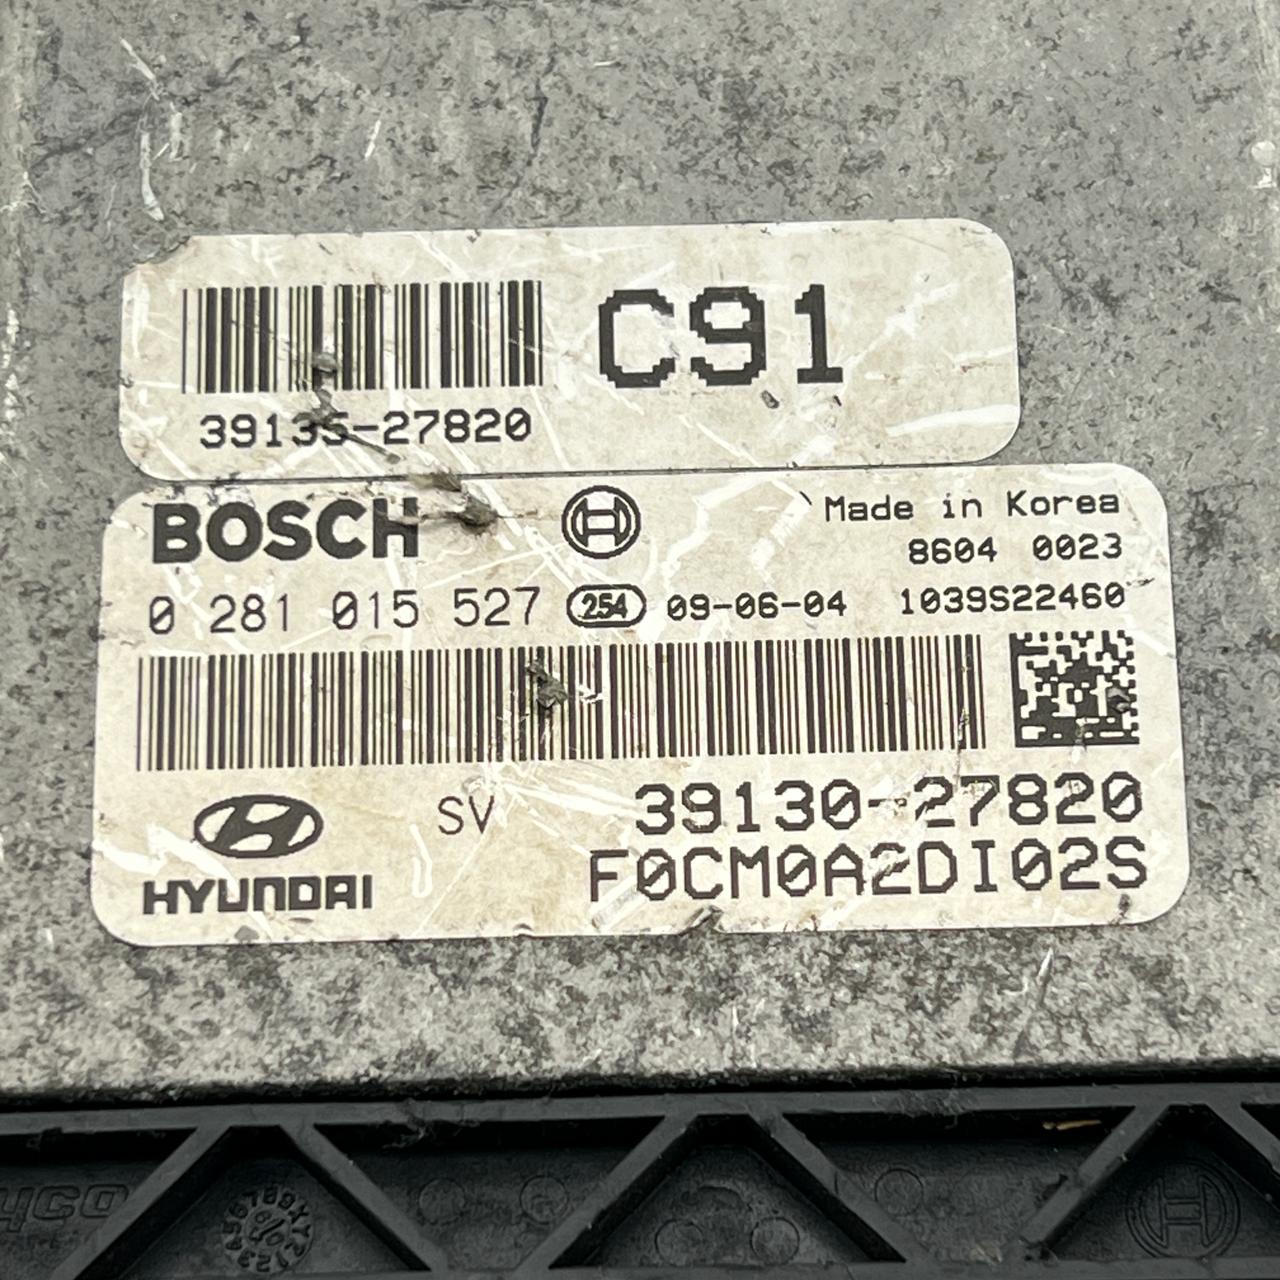 C91
39135-27820
BOSCH
Made in Korea
8604 0023
0 281 015 527 254 09-06-04 1039S22460
SV
39130-27820
HYUNDAI
F0CM0A2DI02S